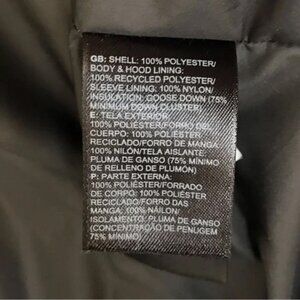 GB: SHELL: 100% POLYESTER/
BODY & HOOD LINING:
100% RECYCLED POLYESTER/
SLEEVE LINING: 100% NYLON/
INSULATION: GOOSE DOWN (75%
MINIMUM DOWN CLUSTER)
E: TELA EXTERIOR:
100% POLIÉSTER/FORRO DEL
CUERPO: 100% POLIÉSTER
RECICLADO/FORRO DE MANGA:
100% NILÓN/TELA AISLANTE:
PLUMA DE GANSO (75% MÍNIMO
DE RELLENO DE PLUMÓN)
P: PARTE EXTERNA:
100% POLIÉSTER/FORRADO
DE CORPO: 100% POLIÉSTER
RECICLADO/FORRADO DAS
MANGA: 100% NÁILON/
ISOLAMENTO: PLUMA DE GANSO
(CONCENTRAÇÃO DE PENUGEM
75% MÍNIMO)